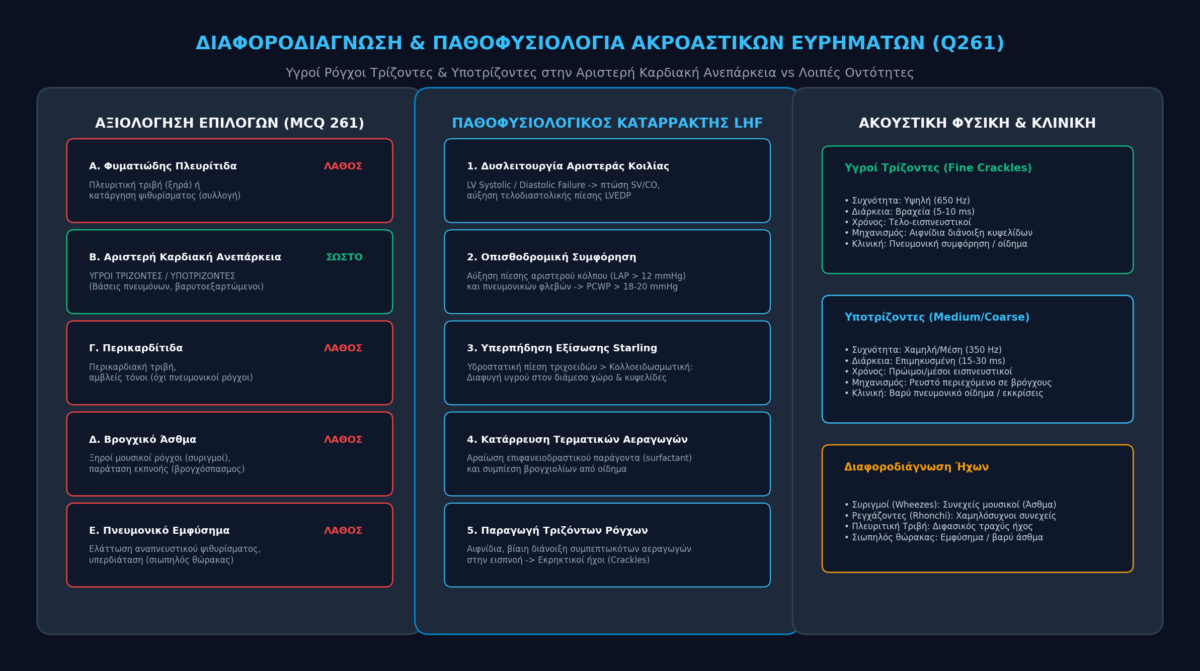 ΔΙΑΦΟΡΟΔΙΑΓΝΩΣΗ & ΠΑΘΟΦΥΣΙΟΛΟΓΙΑ ΑΚΡΟΑΣΤΙΚΩΝ ΕΥΡΗΜΑΤΩΝ (Q261)
Υγροί Ρόγχοι Τρίζοντες & Υποτρίζοντες στην Αριστερή Καρδιακή Ανεπάρκεια vs Λοιπές Οντότητες
ΑΞΙΟΛΟΓΗΣΗ ΕΠΙΛΟΓΩΝ (MCQ 261)
Α. Φυματιώδης Πλευρίτιδα ΛΑΘΟΣ
Πλευριτική τριβή (ξηρά) ή
κατάργηση ψιθυρίσματος (συλλογή)
Β. Αριστερή Καρδιακή Ανεπάρκεια ΣΩΣΤΟ
ΥΓΡΟΙ ΤΡΙΖΟΝΤΕΣ / ΥΠΟΤΡΙΖΟΝΤΕΣ
(Βάσεις πνευμόνων, βαρυτοεξαρτώμενοι)
Γ. Περικαρδίτιδα ΛΑΘΟΣ
Περικαρδιακή τριβή,
αμβλείς τόνοι (όχι πνευμονικοί ρόγχοι)
Δ. Βρογχικό Άσθμα ΛΑΘΟΣ
Ξηροί μουσικοί ρόγχοι (συριγμοί),
παράταση εκπνοής (βρογχόσπασμος)
Ε. Πνευμονικό Εμφύσημα ΛΑΘΟΣ
Ελάττωση αναπνευστικού ψιθυρίσματος,
υπερδιάταση (σιωπηλός θώρακας)
ΠΑΘΟΦΥΣΙΟΛΟΓΙΚΟΣ ΚΑΤΑΡΡΑΚΤΗΣ LHF
1. Δυσλειτουργία Αριστεράς Κοιλίας
LV Systolic / Diastolic Failure -> πτώση SV/CO,
αύξηση τελοδιαστολικής πίεσης LVEDP
2. Οπισθοδρομική Συμφόρηση
Αύξηση πίεσης αριστερού κόλπου (LAP > 12 mmHg)
και πνευμονικών φλεβών -> PCWP > 18-20 mmHg
3. Υπερπήδηση Εξίσωσης Starling
Υδροστατική πίεση τριχοειδών > Κολλοειδωσμωτική:
Διαφυγή υγρού στον διάμεσο χώρο & κυψελίδες
4. Κατάρρευση Τερματικών Αεραγωγών
Αραίωση επιφανειοδραστικού παράγοντα (surfactant)
και συμπίεση βρογχιολίων από οίδημα
5. Παραγωγή Τριζόντων Ρόγχων
Αιφνίδια, βίαιη διάνοιξη συμπεπτωκότων αεραγωγών
στην εισπνοή -> Εκρηκτικοί ήχοι (Crackles)
ΑΚΟΥΣΤΙΚΗ ΦΥΣΙΚΗ & ΚΛΙΝΙΚΗ
Υγροί Τρίζοντες (Fine Crackles)
• Συχνότητα: Υψηλή (650 Hz)
• Διάρκεια: Βραχεία (5-10 ms)
• Χρόνος: Τελο-εισπνευστικοί
• Μηχανισμός: Αιφνίδια διάνοιξη κυψελίδων
• Κλινική: Πνευμονική συμφόρηση / οίδημα
Υποτρίζοντες (Medium/Coarse)
• Συχνότητα: Χαμηλή/Μέση (350 Hz)
• Διάρκεια: Επιμηκυσμένη (15-30 ms)
• Χρόνος: Πρώιμοι/μέσοι εισπνευστικοί
• Μηχανισμός: Ρευστό περιεχόμενο σε βρόγχους
• Κλινική: Βαρύ πνευμονικό οίδημα / εκκρίσεις
Διαφοροδιάγνωση Ήχων
• Συριγμοί (Wheezes): Συνεχείς μουσικοί (Άσθμα)
• Ρεγχάζοντες (Rhonchi): Χαμηλόσυχνοι συνεχείς
• Πλευριτική Τριβή: Διφασικός τραχύς ήχος
• Σιωπηλός θώρακας: Εμφύσημα / βαρύ άσθμα